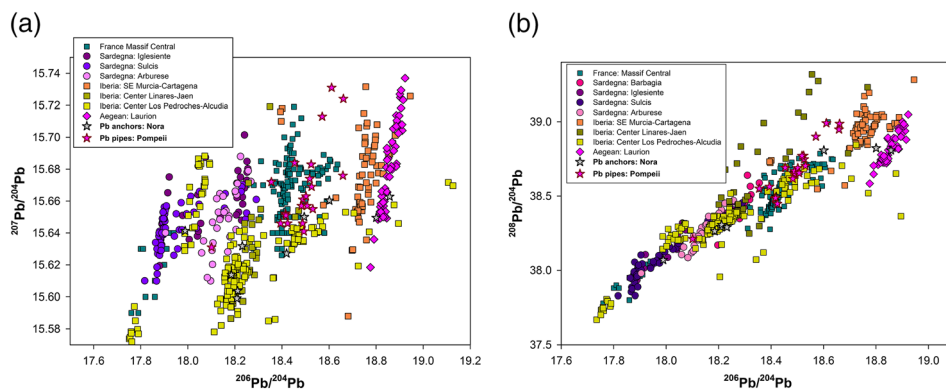 (a)
France Massif Central
Sardegna: Iglesiente
Sardegna: Sulcis
Sardegna: Arburese
Iberia: SE Murcia-Cartagena
Iberia: Center Linares-Jaen
Iberia: Center Los Pedroches-Alcudia
Aegean: Laurion
Pb anchors: Nora
Pb pipes: Pompeii
15.74
15.72
15.70
15.68
15.66
15.64
15.62
15.60
15.58
²⁰⁷Pb/²⁰⁴Pb
17.6 17.8 18.0 18.2 18.4 18.6 18.8 19.0 19.2
²⁰⁶Pb/²⁰⁴Pb
(b)
France: Massif Central
Sardegna: Barbagia
Sardegna: Iglesiente
Sardegna: Sulcis
Sardegna: Arburese
Iberia: SE Murcia-Cartagena
Iberia: Center Linares-Jaen
Iberia: Center Los Pedroches-Alcudia
Aegean: Laurion
Pb anchors: Nora
Pb pipes: Pompeii
39.0
38.5
38.0
37.5
²⁰⁸Pb/²⁰⁴Pb
17.6 17.8 18.0 18.2 18.4 18.6 18.8 19.0
²⁰⁶Pb/²⁰⁴Pb